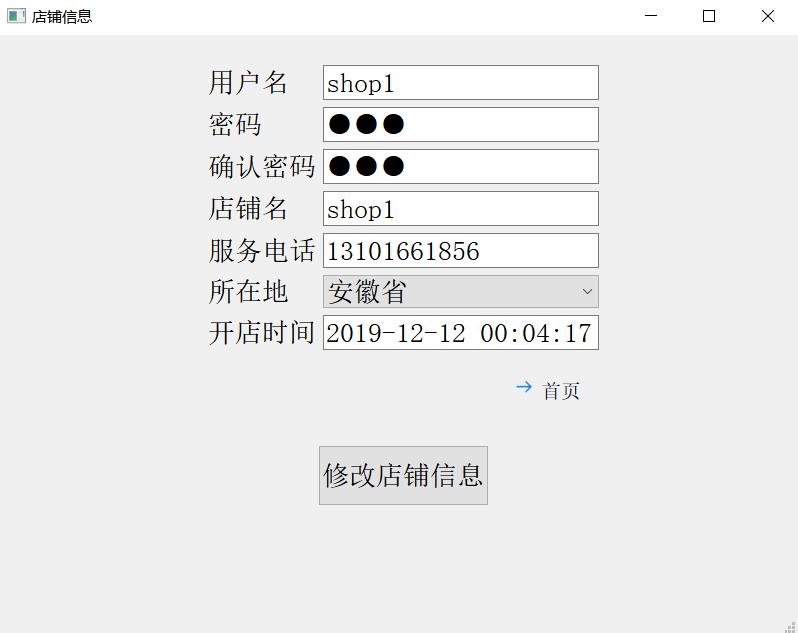 店铺信息
用户名 shop1
密码 ●●●
确认密码 ●●●
店铺名 shop1
服务电话 13101661856
所在地 安徽省
开店时间 2019-12-12 00:04:17
首页
修改店铺信息